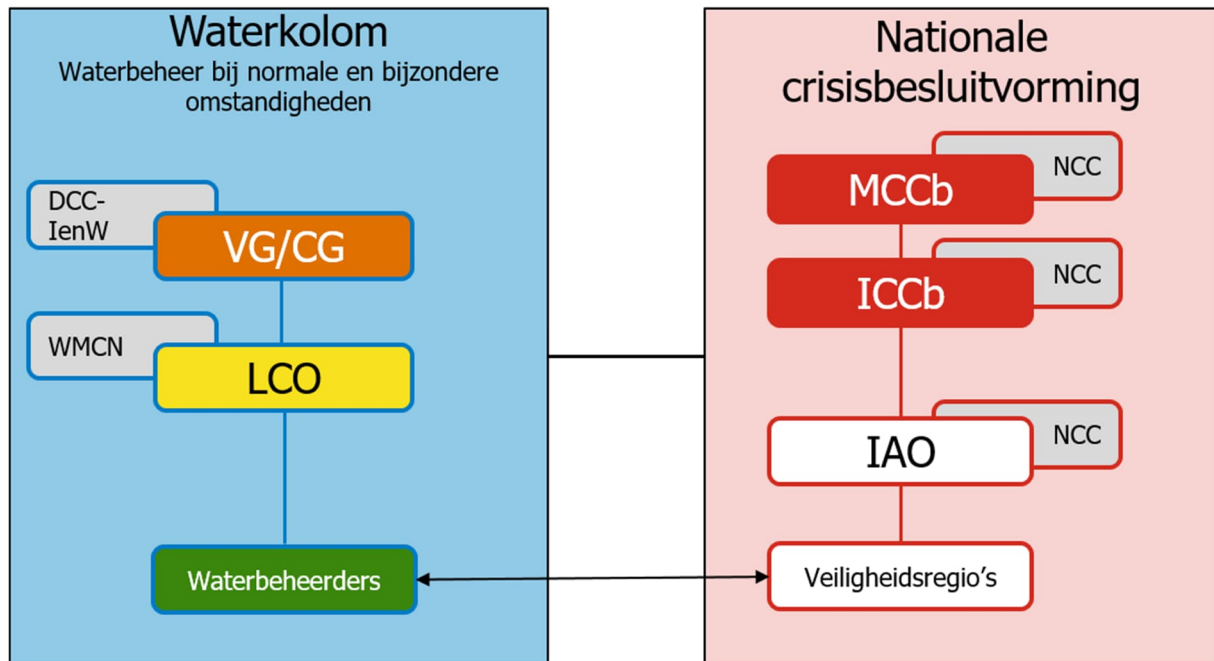 Waterkolom
Waterbeheer bij normale en bijzondere
omstandigheden
DCC-
IenW
VG/CG
WMCN
LCO
Waterbeheerders
Nationale
crisisbesluitvorming
NCC
MCCb
NCC
ICCb
NCC
IAO
Veiligheidsregio’s